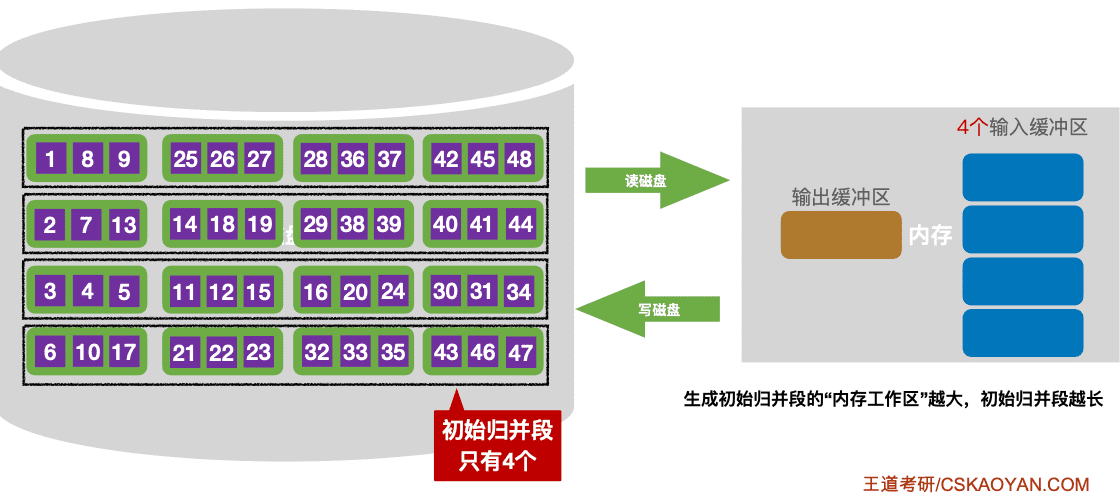 1 8 9 25 26 27 28 36 37 42 45 48
2 7 13 14 18 19 29 38 39 40 41 44
3 4 5 11 12 15 16 20 24 30 31 34
6 10 17 21 22 23 32 33 35 43 46 47
初始归并段
只有4个
读磁盘
写磁盘
4个输入缓冲区
输出缓冲区
内存
生成初始归并段的“内存工作区”越大，初始归并段越长
王道考研/CSKAOYAN.COM